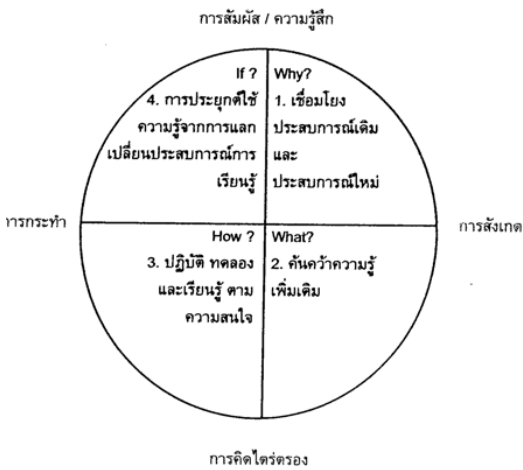 การสัมผัส / ความรู้สึก
If ?
4. การประยุกต์ใช้
ความรู้จากการแลก
เปลี่ยนประสบการณ์การ
เรียนรู้
Why?
1. เชื่อมโยง
ประสบการณ์เดิม
และ
ประสบการณ์ใหม่
การกระทำ
การสังเกต
How ?
3. ปฏิบัติ ทดลอง
และเรียนรู้ ตาม
ความสนใจ
What?
2. ค้นคว้าความรู้
เพิ่มเติม
การคิดไตร่ตรอง